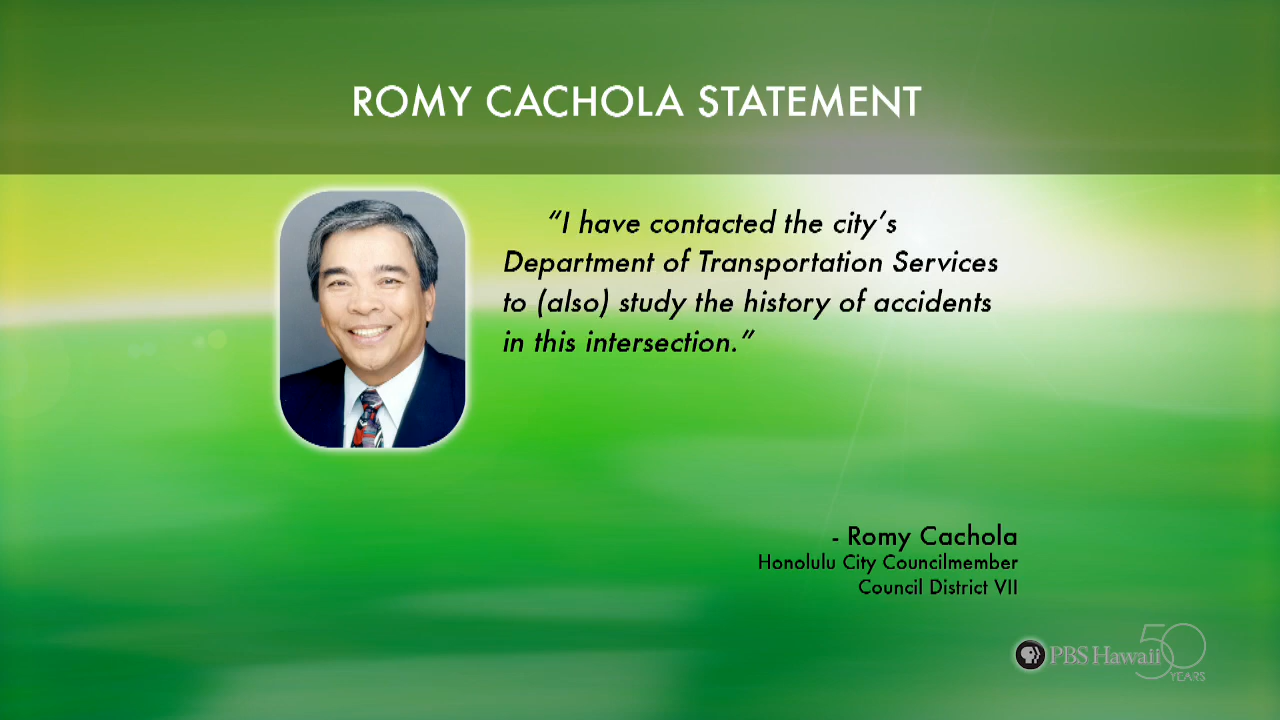 ROMY CACHOLA STATEMENT
“I have contacted the city’s
Department of Transportation Services
to (also) study the history of accidents
in this intersection.”
- Romy Cachola
Honolulu City Councilmember
Council District VII
PBS Hawaii 50
YEARS